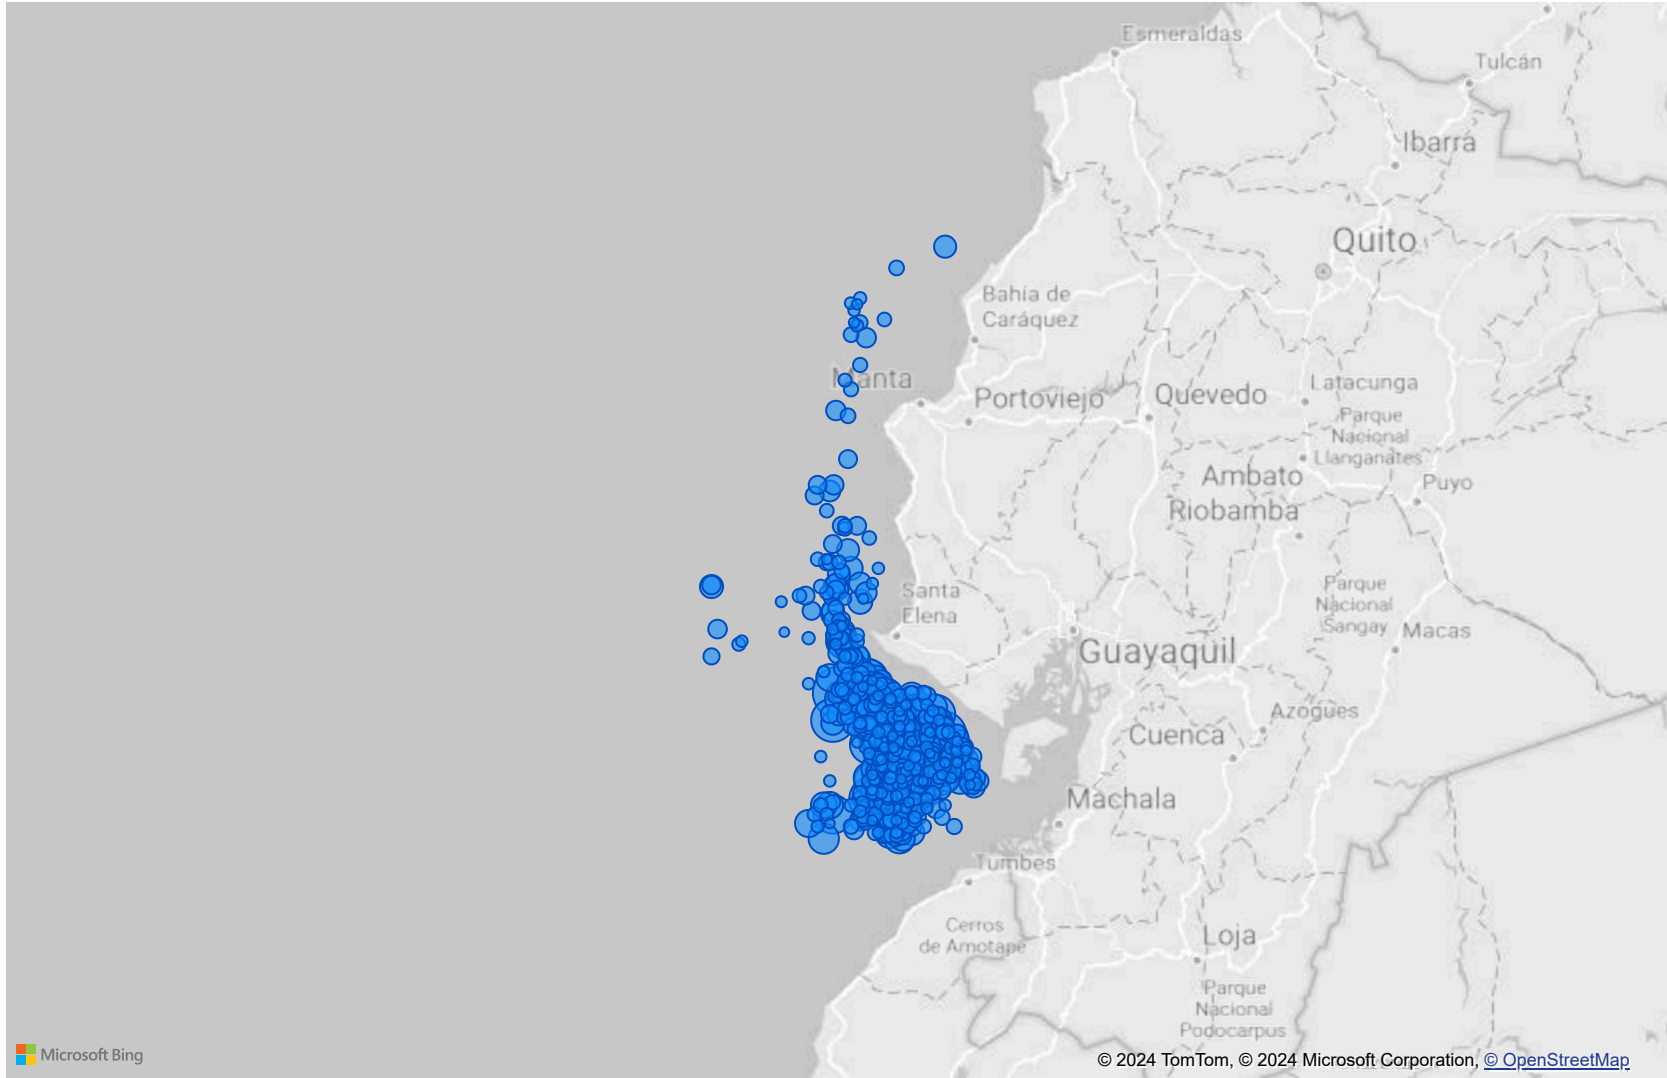 Esmeraldas
Tulcán
Ibarra
Quito
Bahía de
Caráquez
Manta
Portoviejo
Quevedo
Latacunga
Parque
Nacional
Llanganates
Ambato
Puyo
Riobamba
Santa
Elena
Parque
Nacional
Sangay
Macas
Guayaquil
Azogues
Cuenca
Machala
Tumbes
Cerros
de Amotape
Loja
Parque
Nacional
Podocarpus
Microsoft Bing
© 2024 TomTom, © 2024 Microsoft Corporation, © OpenStreetMap